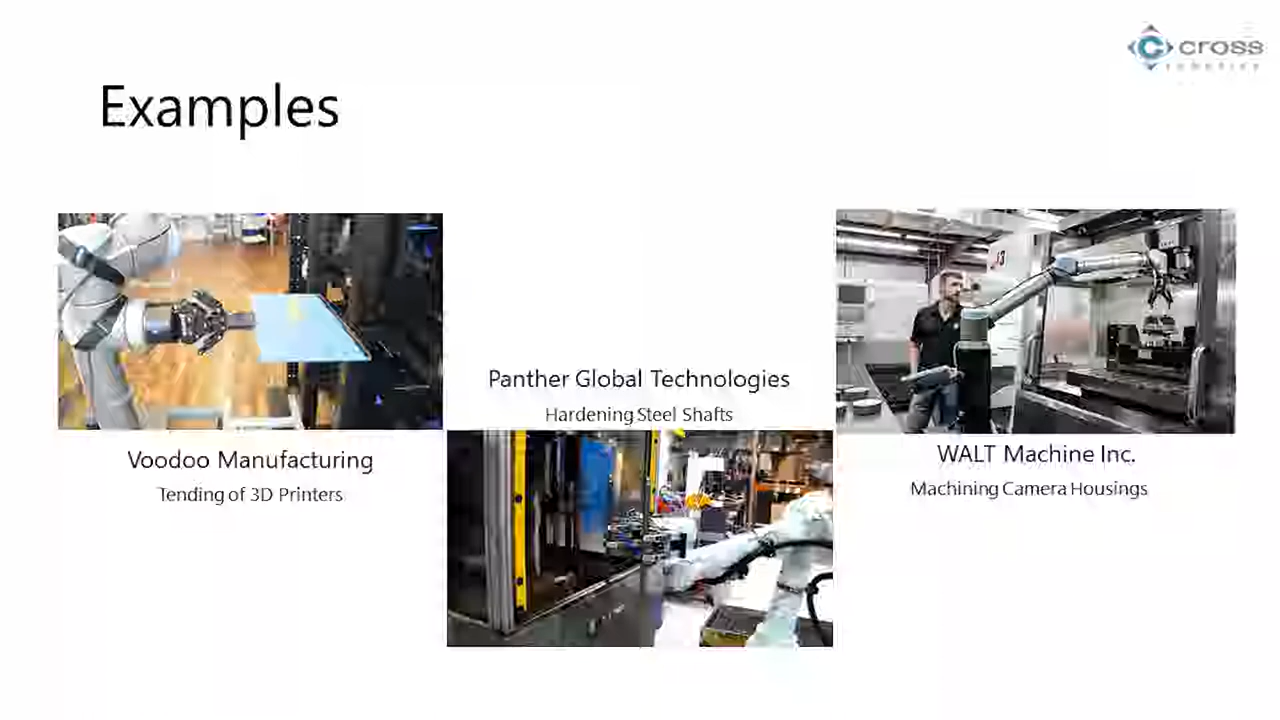 cross
robotics
Examples
Panther Global Technologies
Hardening Steel Shafts
Voodoo Manufacturing
Tending of 3D Printers
WALT Machine Inc.
Machining Camera Housings